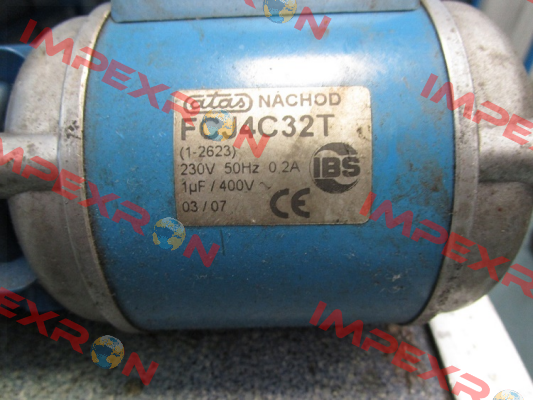 atas NACHOD
FCJ4C32T
(1-2623)
230V 50Hz 0.2A
1µF / 400V ~
03 / 07
IBS
CE
IMPEXRON
IMPEXRON
IMPEXRON
IMPEXRON
IMPEXRON